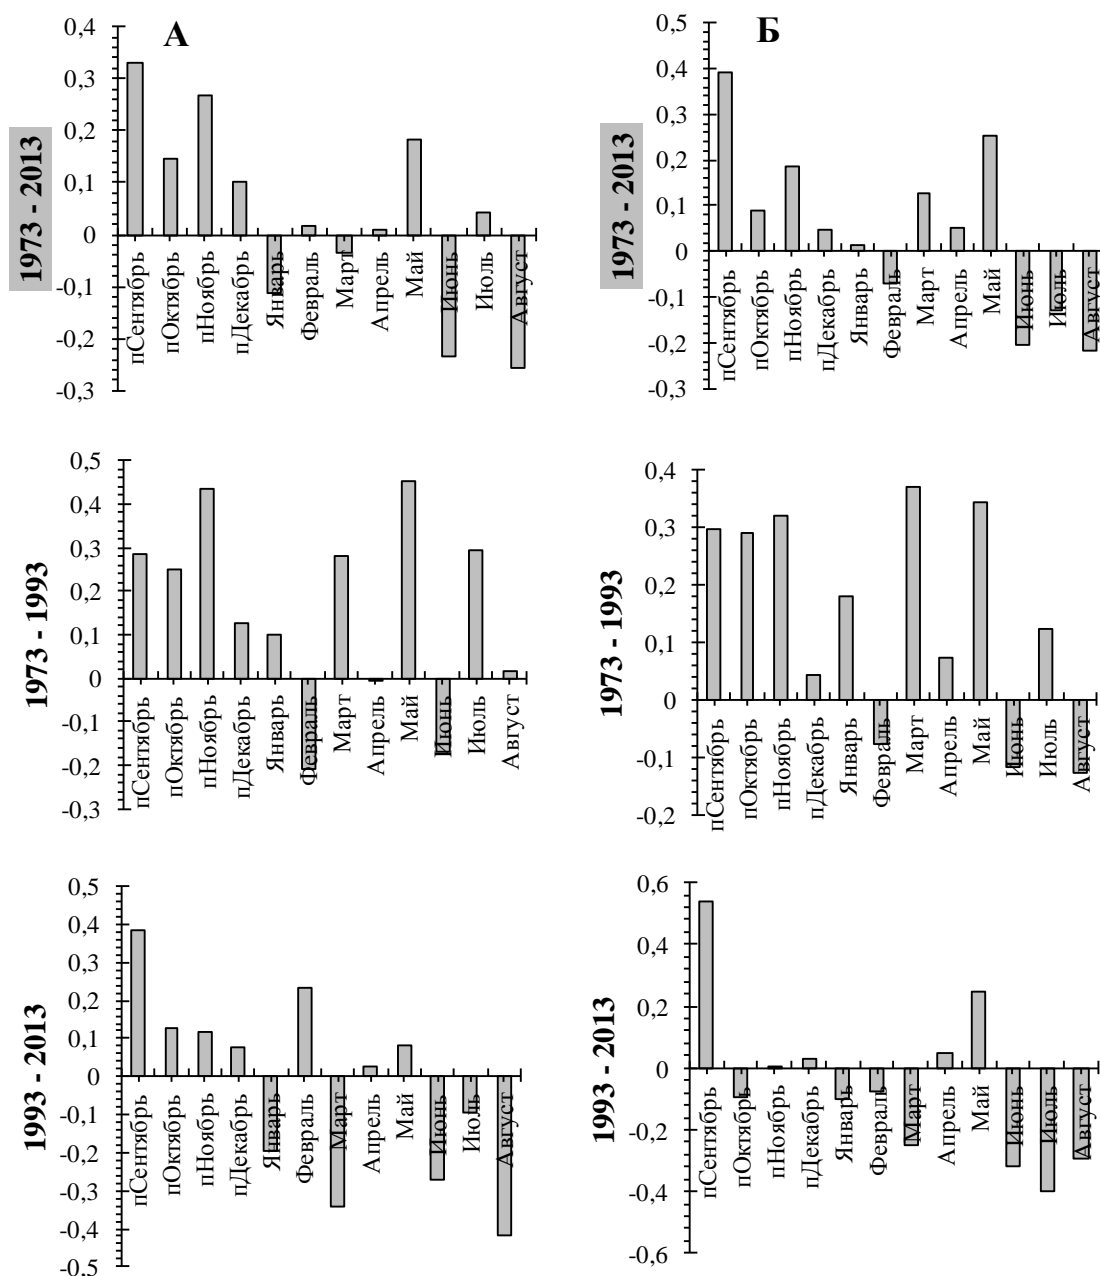 А
1973 - 2013
0,4
0,3
0,2
0,1
0
-0,1
-0,2
-0,3
пСентябрь
пОктябрь
пНоябрь
пДекабрь
Январь
Февраль
Март
Апрель
Май
Июнь
Июль
Август
Б
1973 - 2013
0,5
0,4
0,3
0,2
0,1
0
-0,1
-0,2
-0,3
пСентябрь
пОктябрь
пНоябрь
пДекабрь
Январь
Февраль
Март
Апрель
Май
Июнь
Июль
Август
1973 - 1993
0,5
0,4
0,3
0,2
0,1
0
-0,1
-0,2
-0,3
пСентябрь
пОктябрь
пНоябрь
пДекабрь
Январь
Февраль
Март
Апрель
Май
Июнь
Июль
Август
1973 - 1993
0,4
0,3
0,2
0,1
0
-0,1
-0,2
пСентябрь
пОктябрь
пНоябрь
пДекабрь
Январь
Февраль
Март
Апрель
Май
Июнь
Июль
Август
1993 - 2013
0,5
0,4
0,3
0,2
0,1
0
-0,1
-0,2
-0,3
-0,4
-0,5
пСентябрь
пОктябрь
пНоябрь
пДекабрь
Январь
Февраль
Март
Апрель
Май
Июнь
Июль
Август
1993 - 2013
0,6
0,4
0,2
0
-0,2
-0,4
-0,6
пСентябрь
пОктябрь
пНоябрь
пДекабрь
Январь
Февраль
Март
Апрель
Май
Июнь
Июль
Август